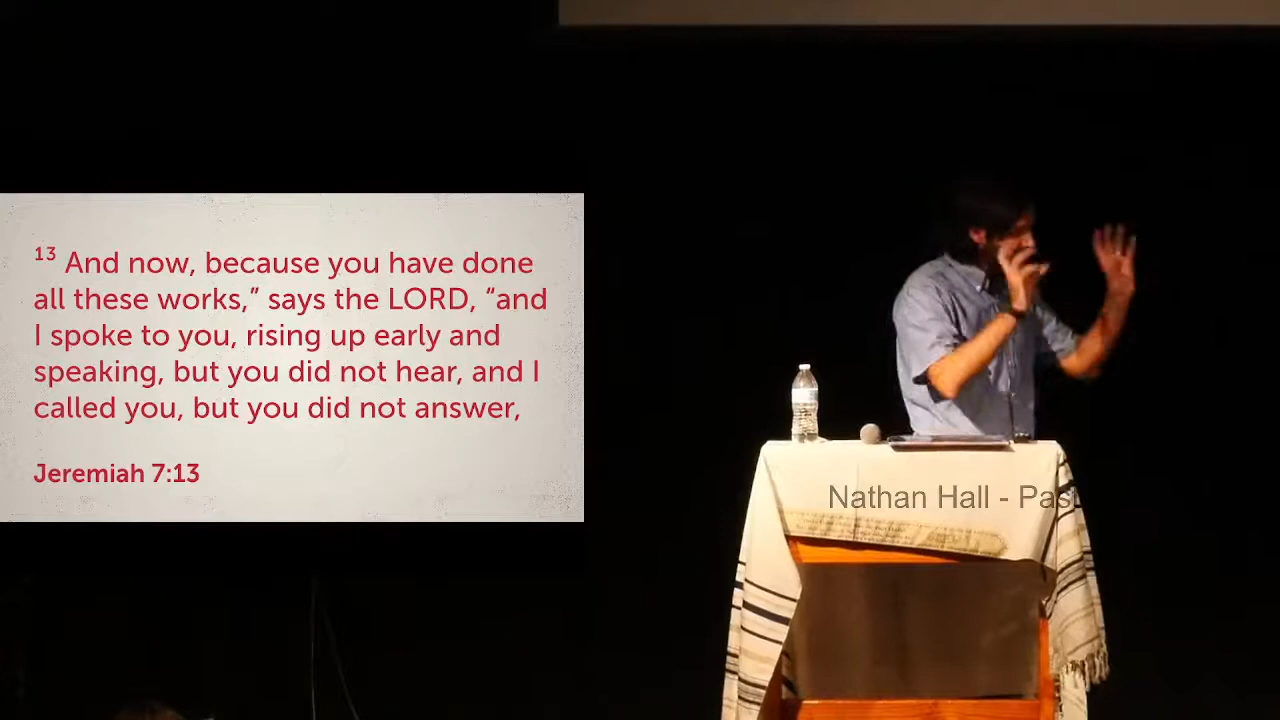 13 And now, because you have done
all these works,” says the LORD, “and
I spoke to you, rising up early and
speaking, but you did not hear, and I
called you, but you did not answer,
Jeremiah 7:13
Nathan Hall - Pas